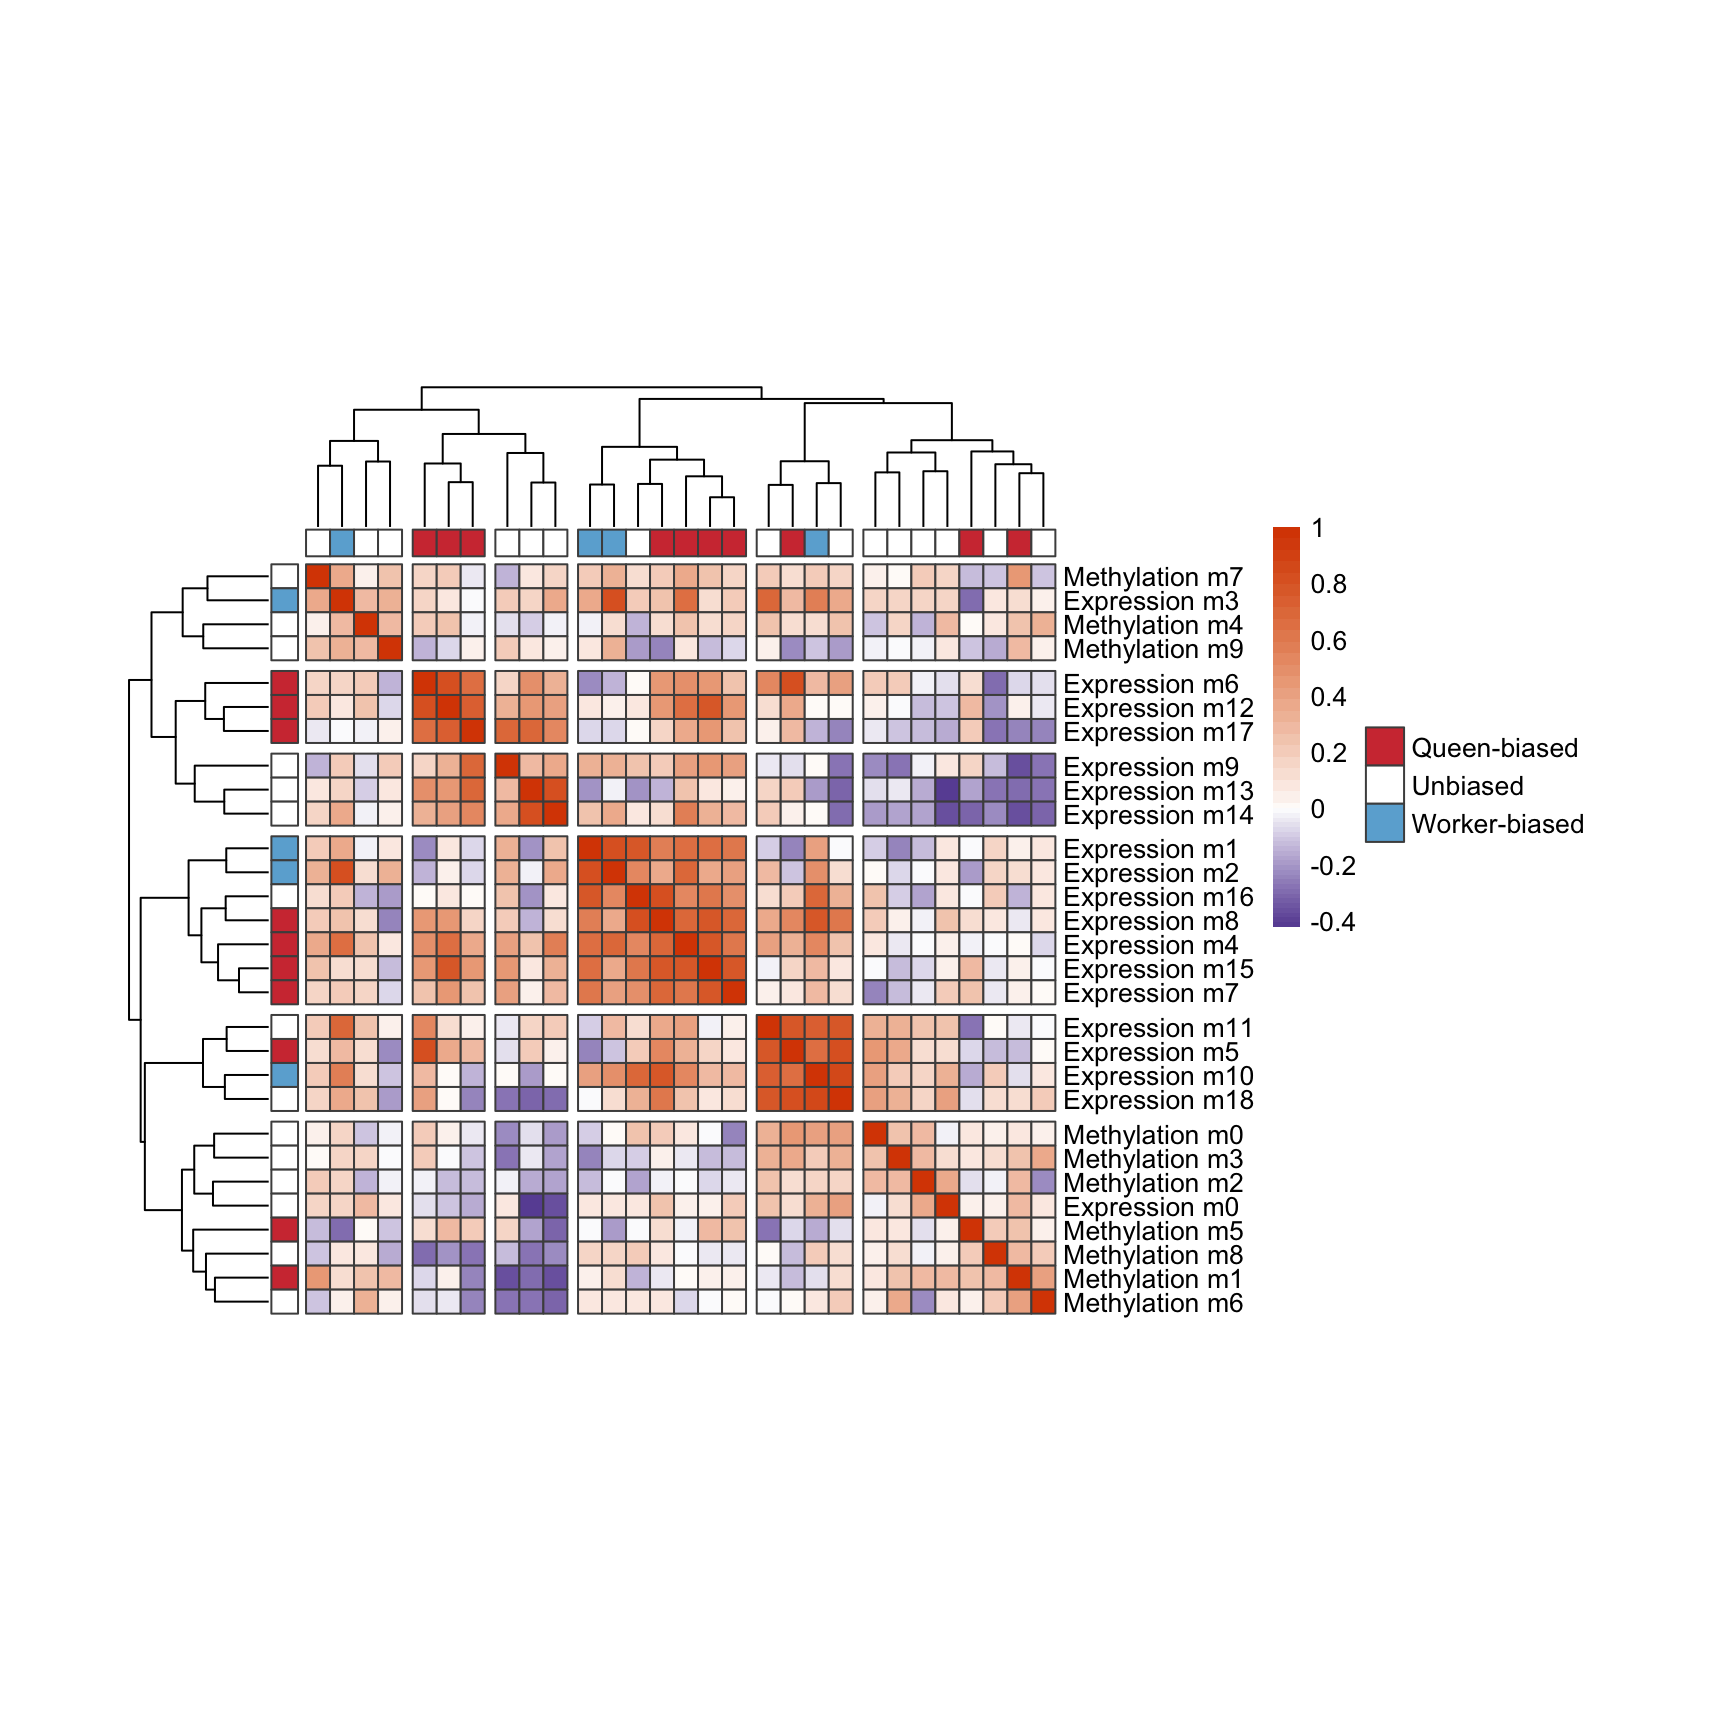 Methylation m7
Expression m3
Methylation m4
Methylation m9
Expression m6
Expression m12
Expression m17
Expression m9
Expression m13
Expression m14
Expression m1
Expression m2
Expression m16
Expression m8
Expression m4
Expression m15
Expression m7
Expression m11
Expression m5
Expression m10
Expression m18
Methylation m0
Methylation m3
Methylation m2
Expression m0
Methylation m5
Methylation m8
Methylation m1
Methylation m6
1
0.8
0.6
0.4
0.2
0
-0.2
-0.4
Queen-biased
Unbiased
Worker-biased